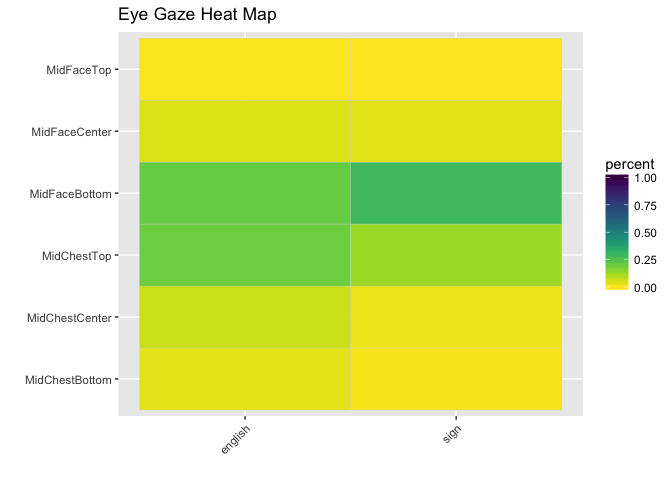 Eye Gaze Heat Map
MidFaceTop
MidFaceCenter
MidFaceBottom
MidChestTop
MidChestCenter
MidChestBottom
english
sign
percent
1.00
0.75
0.50
0.25
0.00